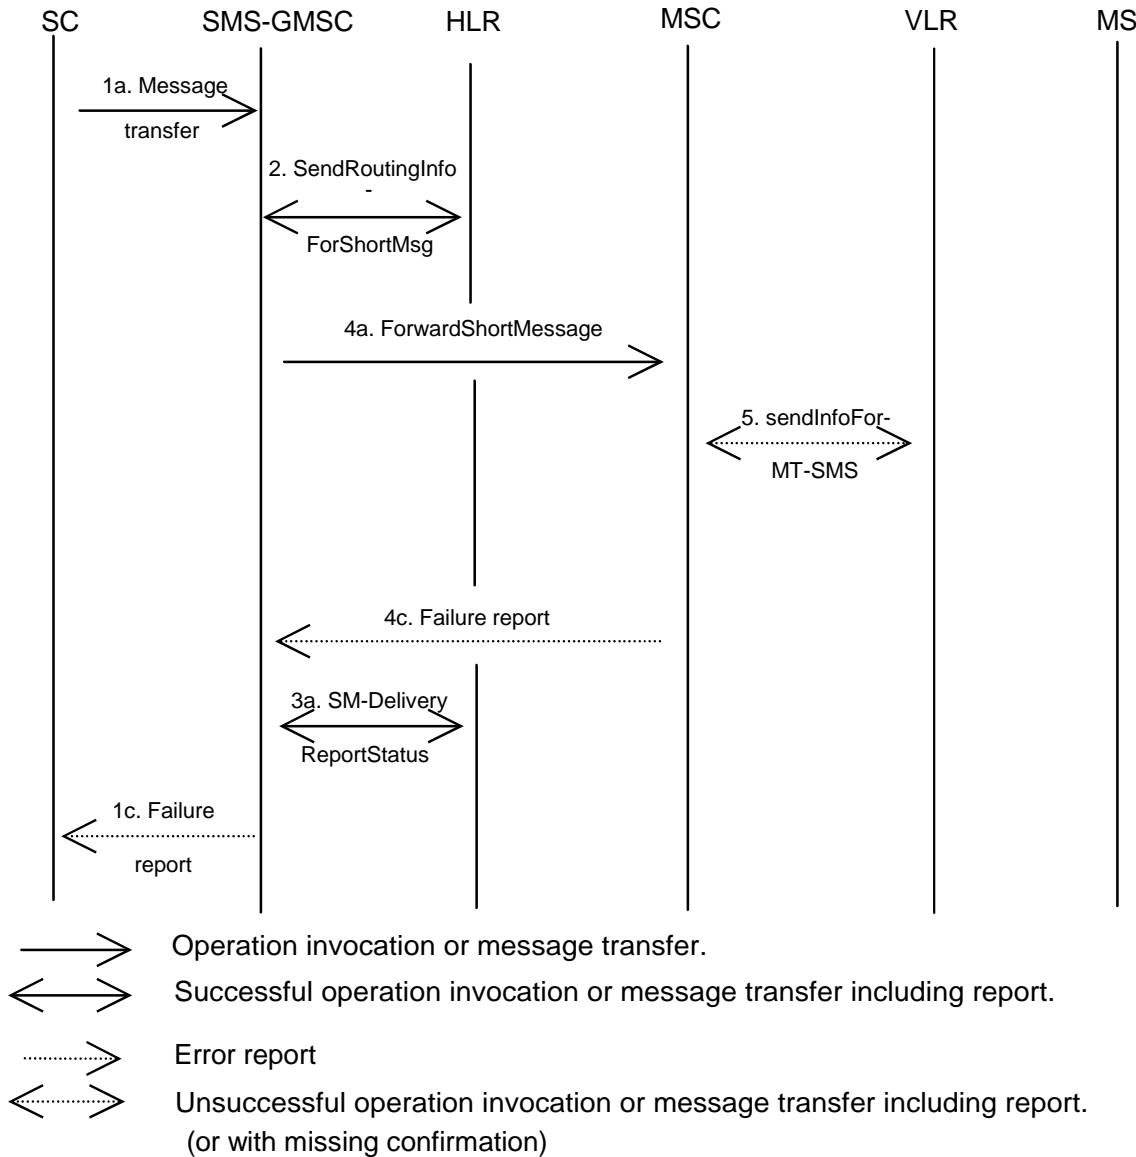 SC SMS-GMSC HLR MSC VLR MS
1a. Message
transfer
2. SendRoutingInfo
-
ForShortMsg
4a. ForwardShortMessage
5. sendInfoFor-
MT-SMS
4c. Failure report
3a. SM-Delivery
ReportStatus
1c. Failure
report
Operation invocation or message transfer.
Successful operation invocation or message transfer including report.
Error report
Unsuccessful operation invocation or message transfer including report.
(or with missing confirmation)